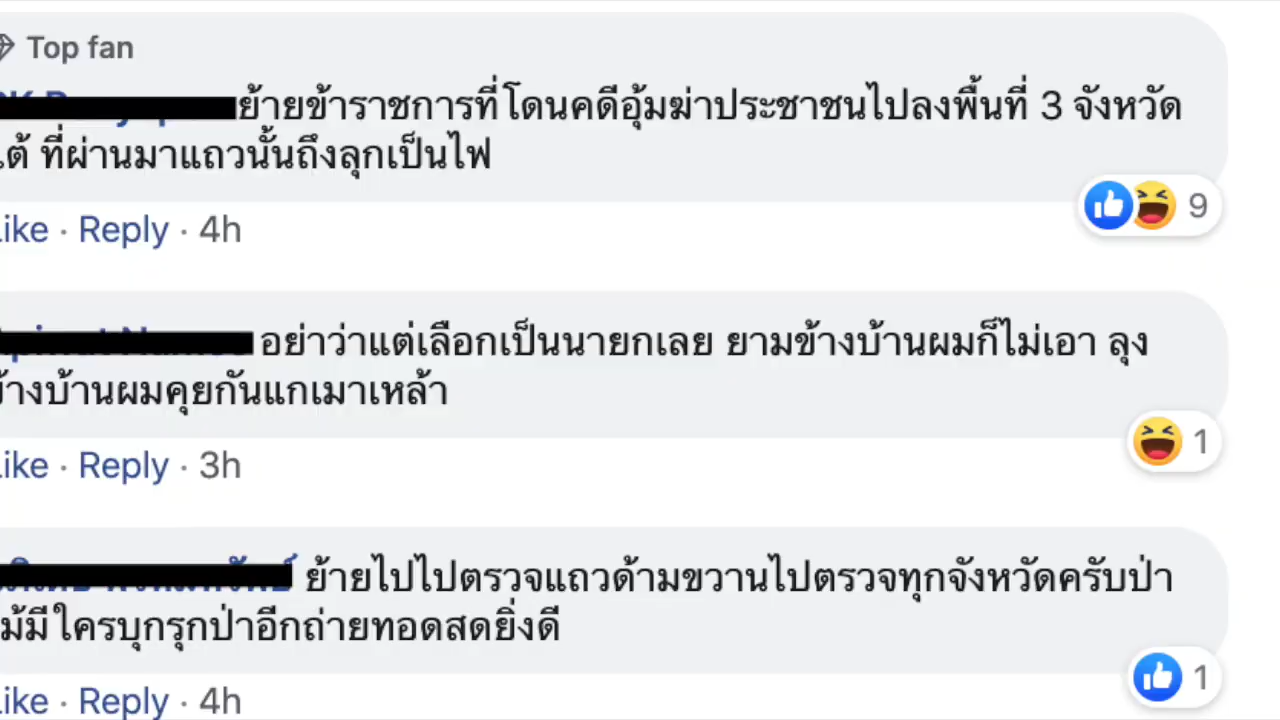 Top fan
ย้ายข้าราชการที่โดนคดีอุ้มฆ่าประชาชนไปลงพื้นที่ 3 จังหวัด
ที่ผ่านมาแถวนั้นถึงลุกเป็นไฟ
9
Reply · 4h
อย่าว่าแต่เลือกเป็นนายกเลย ยามข้างบ้านผมก็ไม่เอา ลุง
ข้างบ้านผมคุยกันแกเมาเหล้า
1
Reply · 3h
ย้ายไปไปตรวจแถวด้ามขวานไปตรวจทุกจังหวัดครับป่า
ไม้มีใครบุกรุกป่าอีกถ่ายทอดสดยิ่งดี
1
Reply · 4h